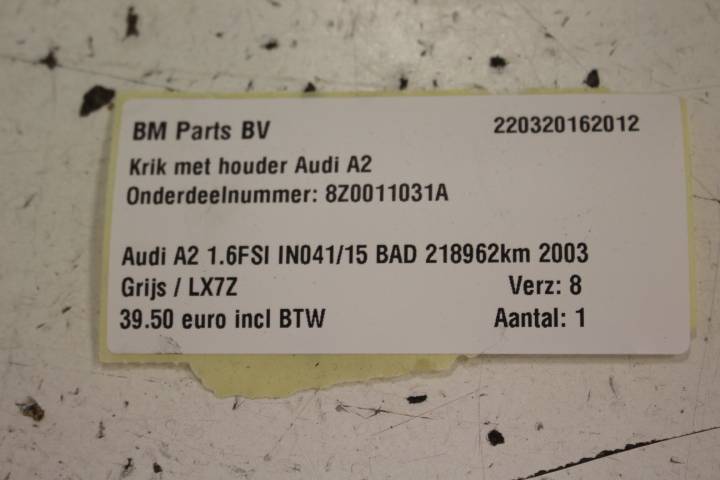 BM Parts BV 220320162012
Krik met houder Audi A2
Onderdeelnummer: 8Z0011031A
Audi A2 1.6FSI IN041/15 BAD 218962km 2003
Grijs / LX7Z Verz: 8
39.50 euro incl BTW Aantal: 1